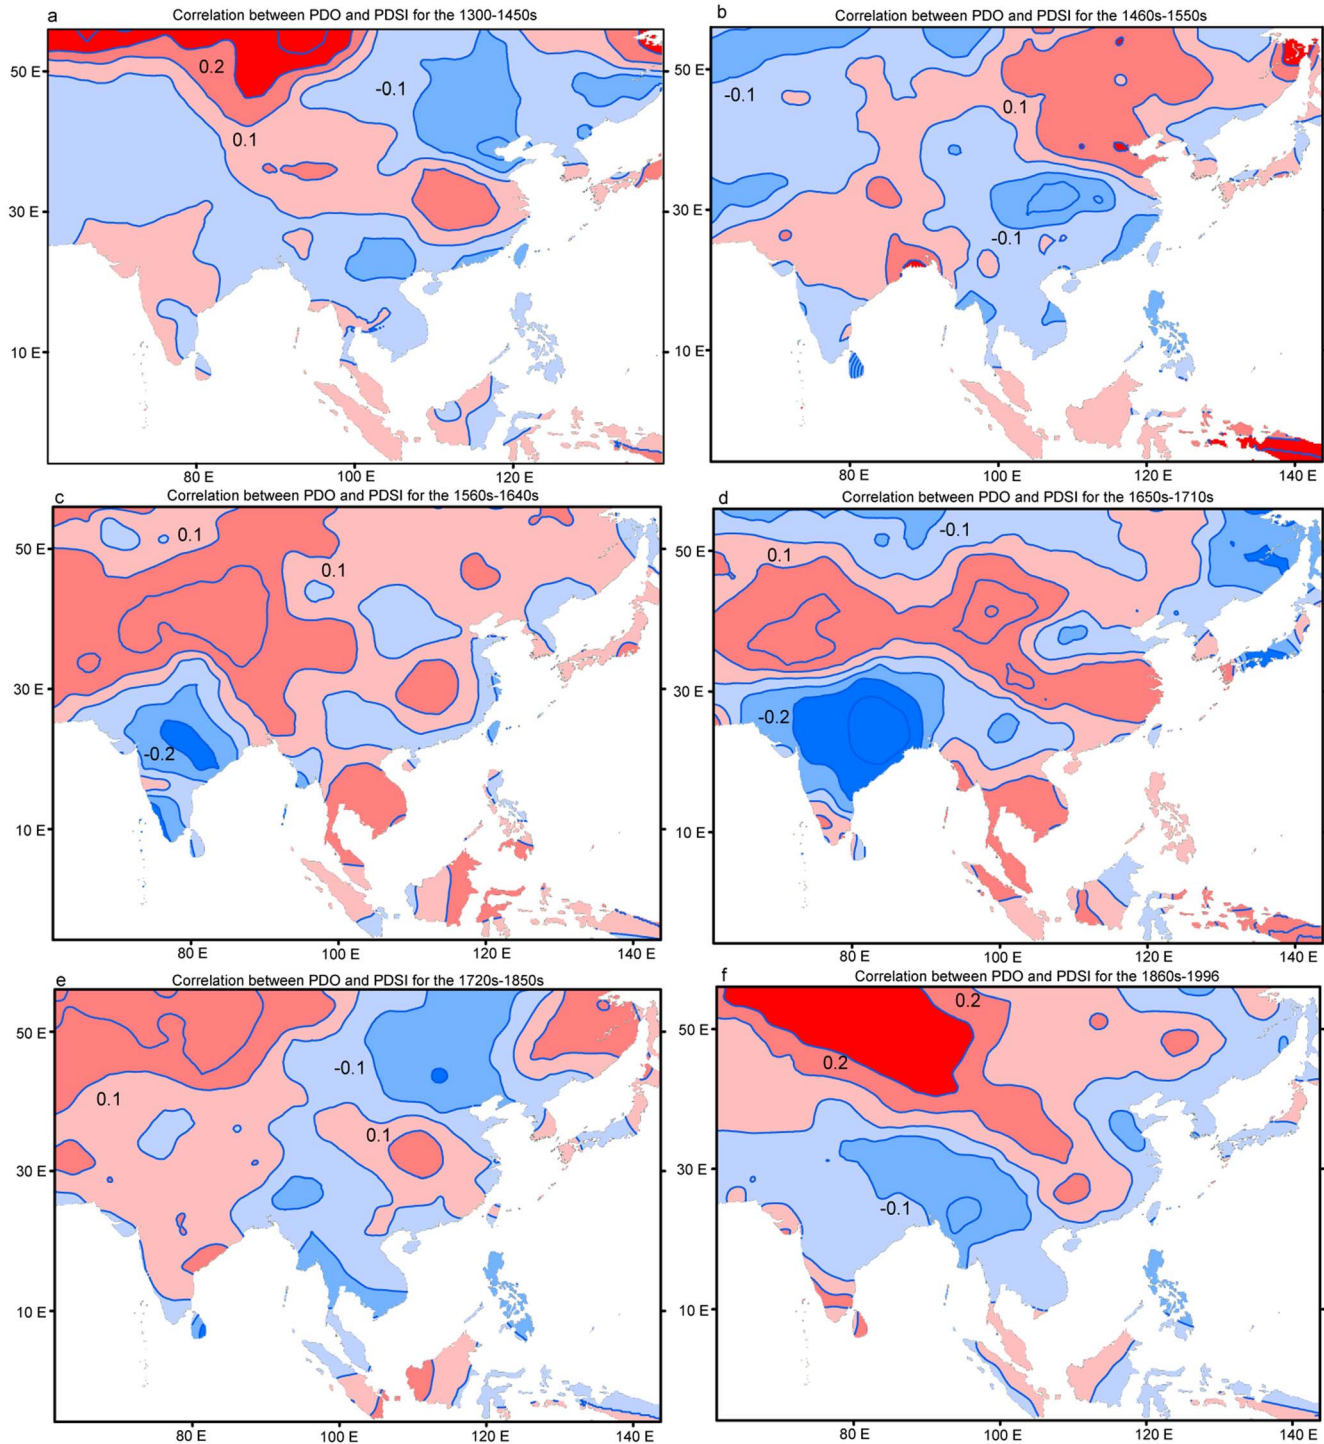 a Correlation between PDO and PDSI for the 1300-1450s
50 E
0.2
-0.1
0.1
30 E
10 E
80 E 100 E 120 E
b Correlation between PDO and PDSI for the 1460s-1550s
50 E
-0.1
0.1
30 E
-0.1
10 E
80 E 100 E 120 E 140 E
c Correlation between PDO and PDSI for the 1560s-1640s
0.1
50 E
0.1
30 E
-0.2
10 E
80 E 100 E 120 E 140 E
d Correlation between PDO and PDSI for the 1650s-1710s
-0.1
50 E
0.1
30 E
-0.2
10 E
80 E 100 E 120 E 140 E
e Correlation between PDO and PDSI for the 1720s-1850s
50 E
-0.1
0.1
0.1
30 E
10 E
80 E 100 E 120 E 140 E
f Correlation between PDO and PDSI for the 1860s-1996
0.2
50 E
0.2
30 E
-0.1
10 E
80 E 100 E 120 E 140 E